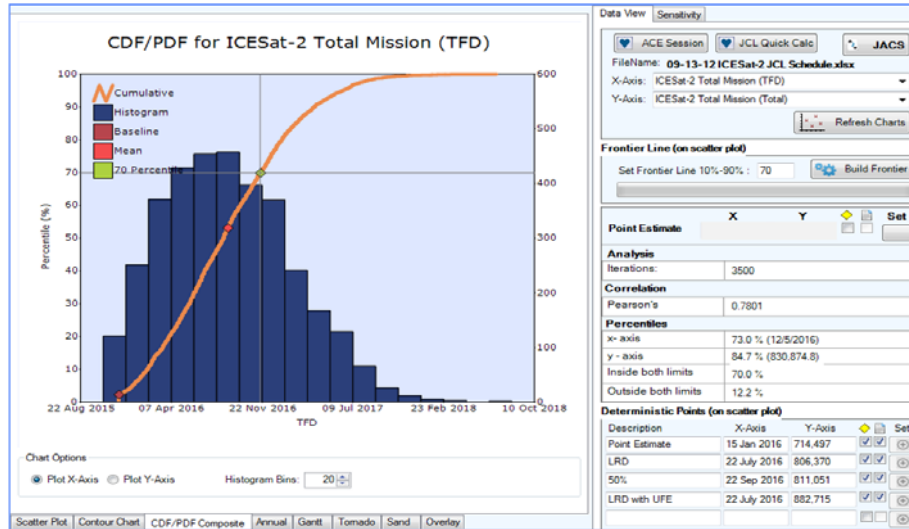 CDF/PDF for ICESat-2 Total Mission (TFD)
Cumulative
Histogram
Baseline
Mean
70 Percentile
Percentile (%)
100
90
80
70
60
50
40
30
20
10
0
600
500
400
300
200
100
0
22 Aug 2015 07 Apr 2016 22 Nov 2016 09 Jul 2017 23 Feb 2018 10 Oct 2018
TFD
Chart Options
Plot X-Axis Plot Y-Axis Histogram Bins: 20
Scatter Plot Contour Chart CDF/PDF Composite Annual Gantt Tornado Sand Overlay
Data View Sensitivity
ACE Session JCL Quick Calc JACS
FileName: 09-13-12 ICESat-2 JCL Schedule.xlsx
X-Axis: ICESat-2 Total Mission (TFD)
Y-Axis: ICESat-2 Total Mission (Total)
Refresh Charts
Frontier Line (on scatter plot)
Set Frontier Line 10%-90% : 70 Build Frontier
X Y Set
Point Estimate
Analysis
Iterations: 3500
Correlation
Pearson's 0.7801
Percentiles
x- axis 73.0 % (12/5/2016)
y - axis 84.7 % (830.874.8)
Inside both limits 70.0 %
Outside both limits 12.2 %
Deterministic Points (on scatter plot)
Description X-Axis Y-Axis Set
Point Estimate 15 Jan 2016 714,497
LRD 22 July 2016 806,370
50% 22 Sep 2016 811,051
LRD with UFE 22 July 2016 882,715